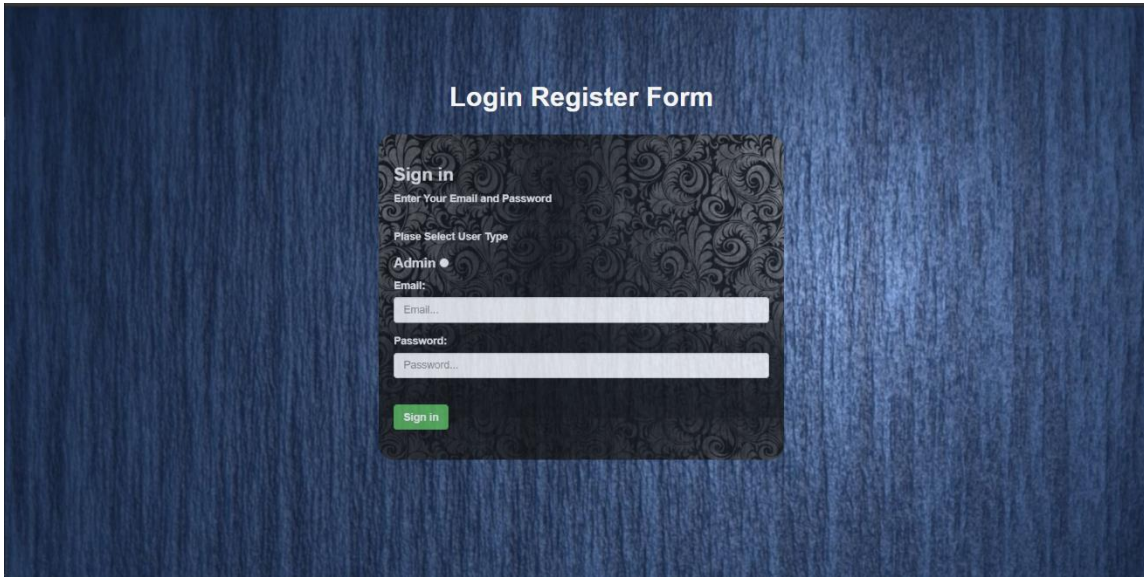 Login Register Form
Sign in
Enter Your Email and Password
Plase Select User Type
Admin
Email:
Email...
Password:
Password...
Sign in